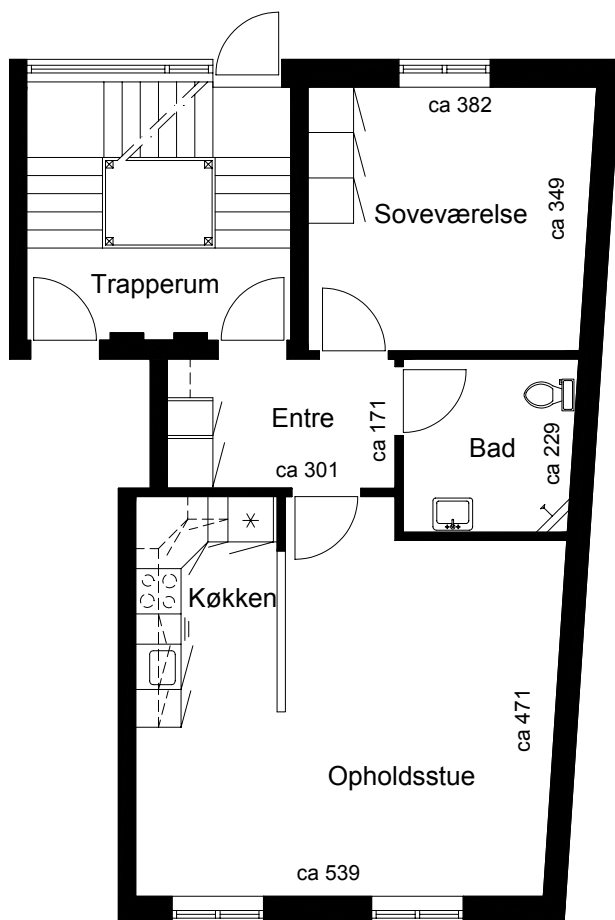 ca 382
ca 349
Soveværelse
Trapperum
Entre
ca 171
ca 301
Bad
ca 229
Køkken
ca 471
Opholdsstue
ca 539